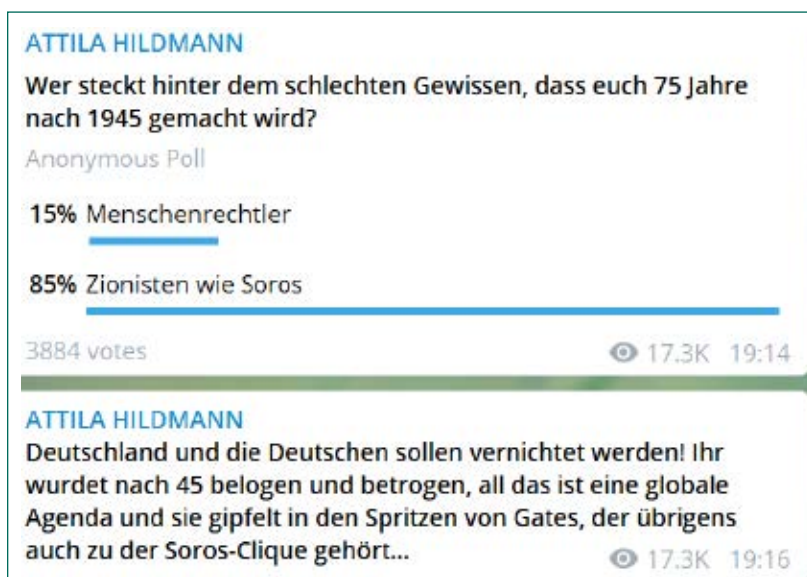 ATTILA HILDMANN
Wer steckt hinter dem schlechten Gewissen, dass euch 75 Jahre
nach 1945 gemacht wird?
Anonymous Poll
15% Menschenrechtler
85% Zionisten wie Soros
3884 votes 17.3K 19:14
ATTILA HILDMANN
Deutschland und die Deutschen sollen vernichtet werden! Ihr
wurdet nach 45 belogen und betrogen, all das ist eine globale
Agenda und sie gipfelt in den Spritzen von Gates, der übrigens
auch zu der Soros-Clique gehört... 17.3K 19:16